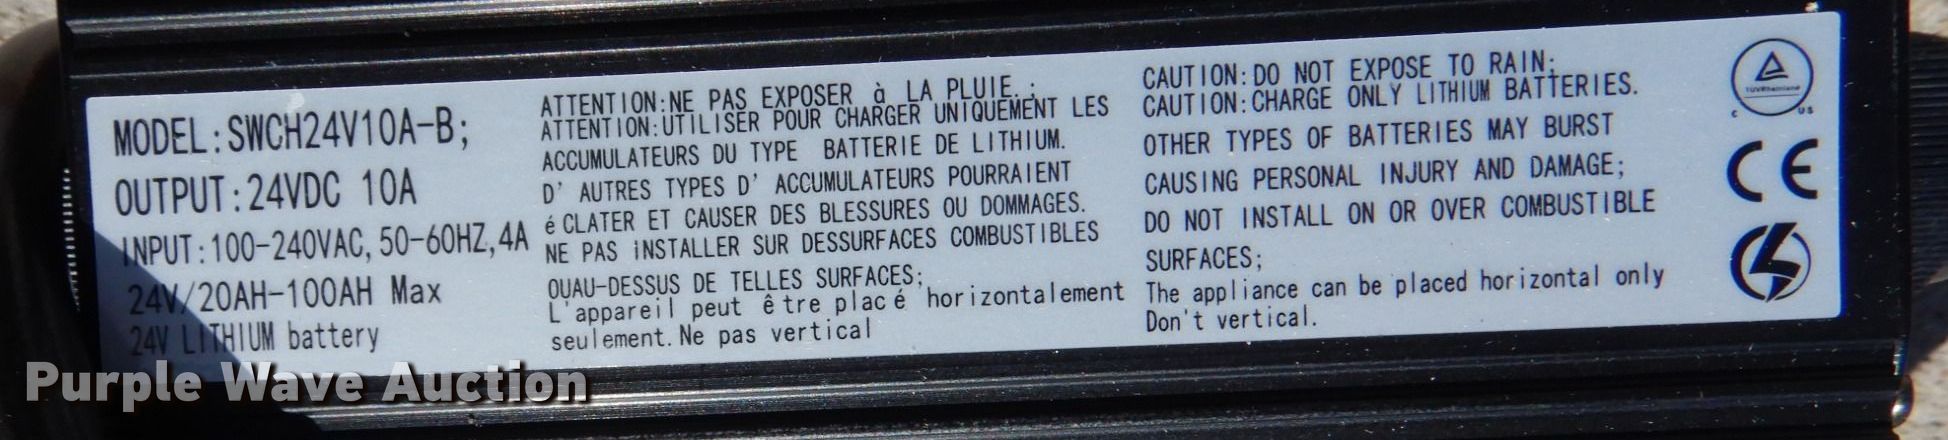 MODEL:SWCH24V10A-B;
OUTPUT:24VDC 10A
INPUT:100-240VAC, 50-60HZ, 4A
24V/20AH-100AH Max
24V LITHIUM battery
ATTENTION:NE PAS EXPOSER à LA PLUIE.;
ATTENTION:UTILISER POUR CHARGER UNIQUEMENT LES
ACCUMULATEURS DU TYPE BATTERIE DE LITHIUM.
D' AUTRES TYPES D' ACCUMULATEURS POURRAIENT
é CLATER ET CAUSER DES BLESSURES OU DOMMAGES.
NE PAS iNSTALLER SUR DESSURFACES COMBUSTIBLES
OUAU-DESSUS DE TELLES SURFACES;
L'appareil peut ê tre plac é horizontalement
seulement. Ne pas vertical
CAUTION:DO NOT EXPOSE TO RAIN;
CAUTION:CHARGE ONLY LITHIUM BATTERIES.
OTHER TYPES OF BATTERIES MAY BURST
CAUSING PERSONAL INJURY AND DAMAGE;
DO NOT INSTALL ON OR OVER COMBUSTIBLE
SURFACES;
The appliance can be placed horizontal only
Don't vertical.
TÜVRheinland
C US
CE
Purple Wave Auction